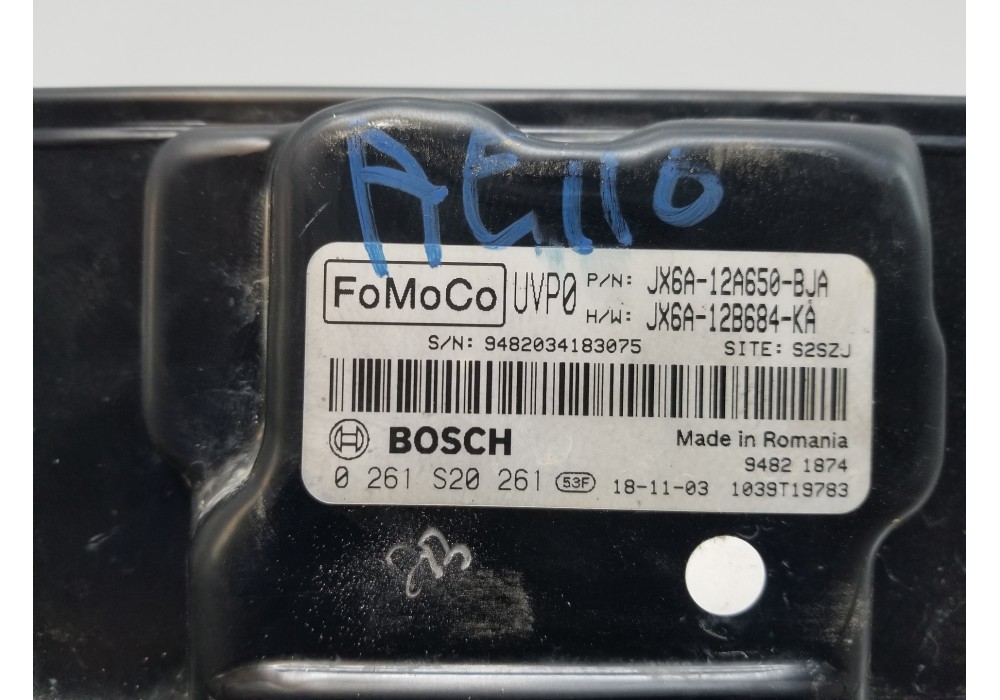 AE110
FoMoCo UVP0 P/N: JX6A-12A650-BJA
H/W: JX6A-12B684-KA
S/N: 9482034183075 SITE: S2SZJ
BOSCH Made in Romania
9482 1874
0 261 S20 261 53F 18-11-03 1039T19783